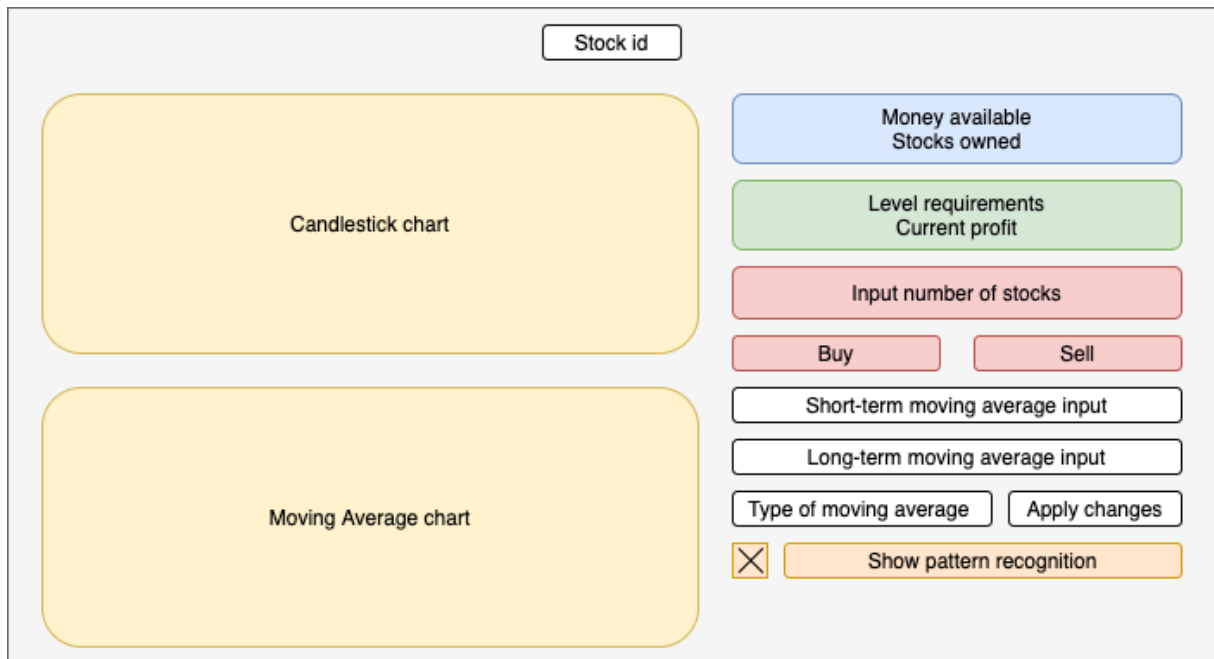 Stock id
Candlestick chart
Moving Average chart
Money available
Stocks owned
Level requirements
Current profit
Input number of stocks
Buy
Sell
Short-term moving average input
Long-term moving average input
Type of moving average
Apply changes
Show pattern recognition